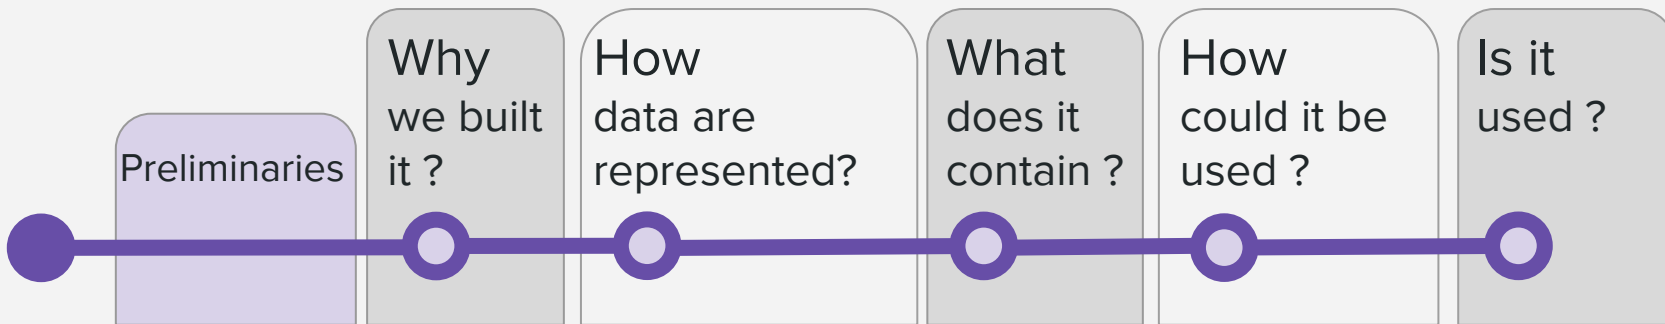 Preliminaries
Why
we built
it ?
How
data are
represented?
What
does it
contain ?
How
could it be
used ?
Is it
used ?